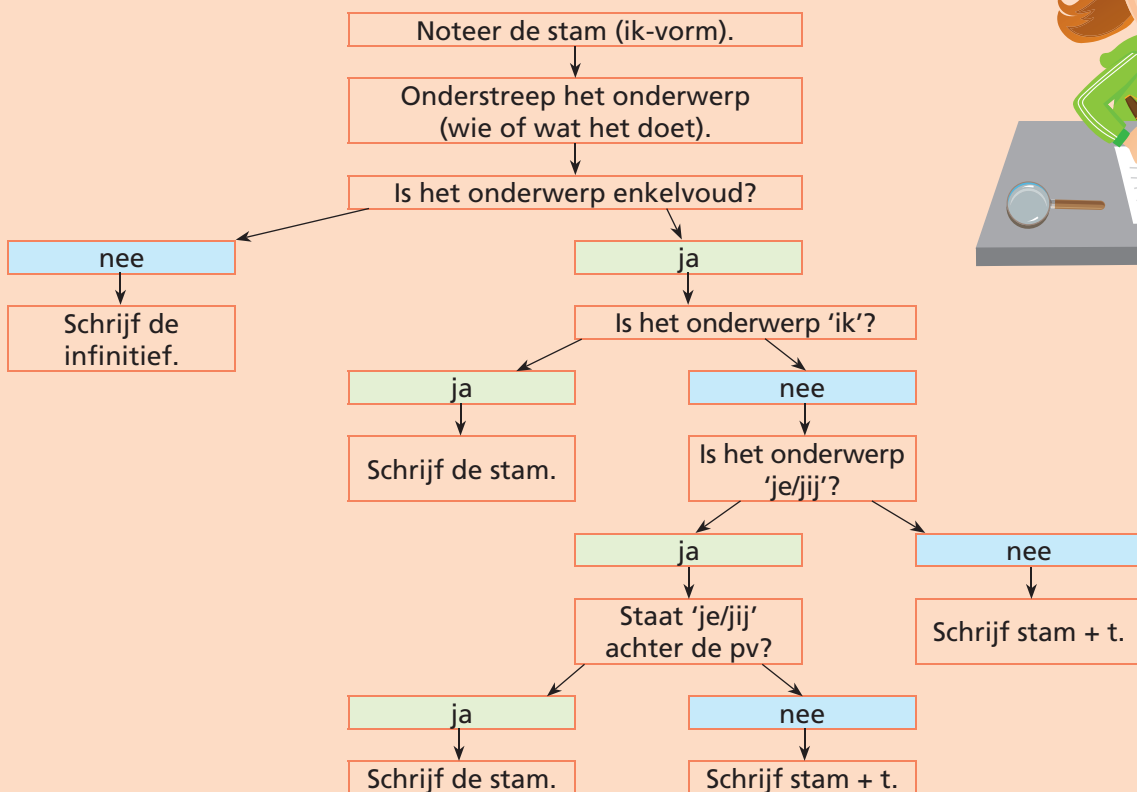 Noteer de stam (ik-vorm).
Onderstreep het onderwerp
(wie of wat het doet).
Is het onderwerp enkelvoud?
nee
ja
Schrijf de
infinitief.
Is het onderwerp ‘ik’?
ja
nee
Schrijf de stam.
Is het onderwerp
‘je/jij’?
ja
nee
Staat ‘je/jij’
achter de pv?
Schrijf stam + t.
ja
nee
Schrijf de stam.
Schrijf stam + t.